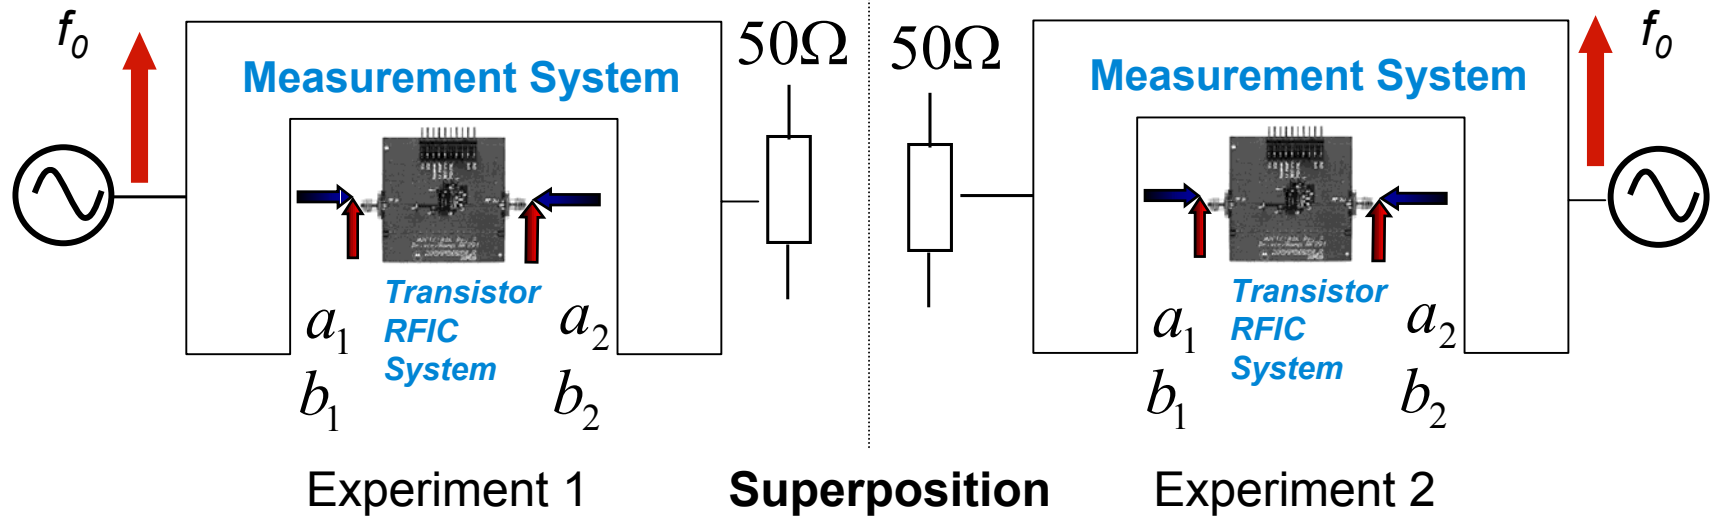 f₀
Measurement System
50Ω
Transistor
RFIC
System
a₁
a₂
b₁
b₂
Experiment 1
Superposition
50Ω
Measurement System
f₀
Transistor
RFIC
System
a₁
a₂
b₁
b₂
Experiment 2